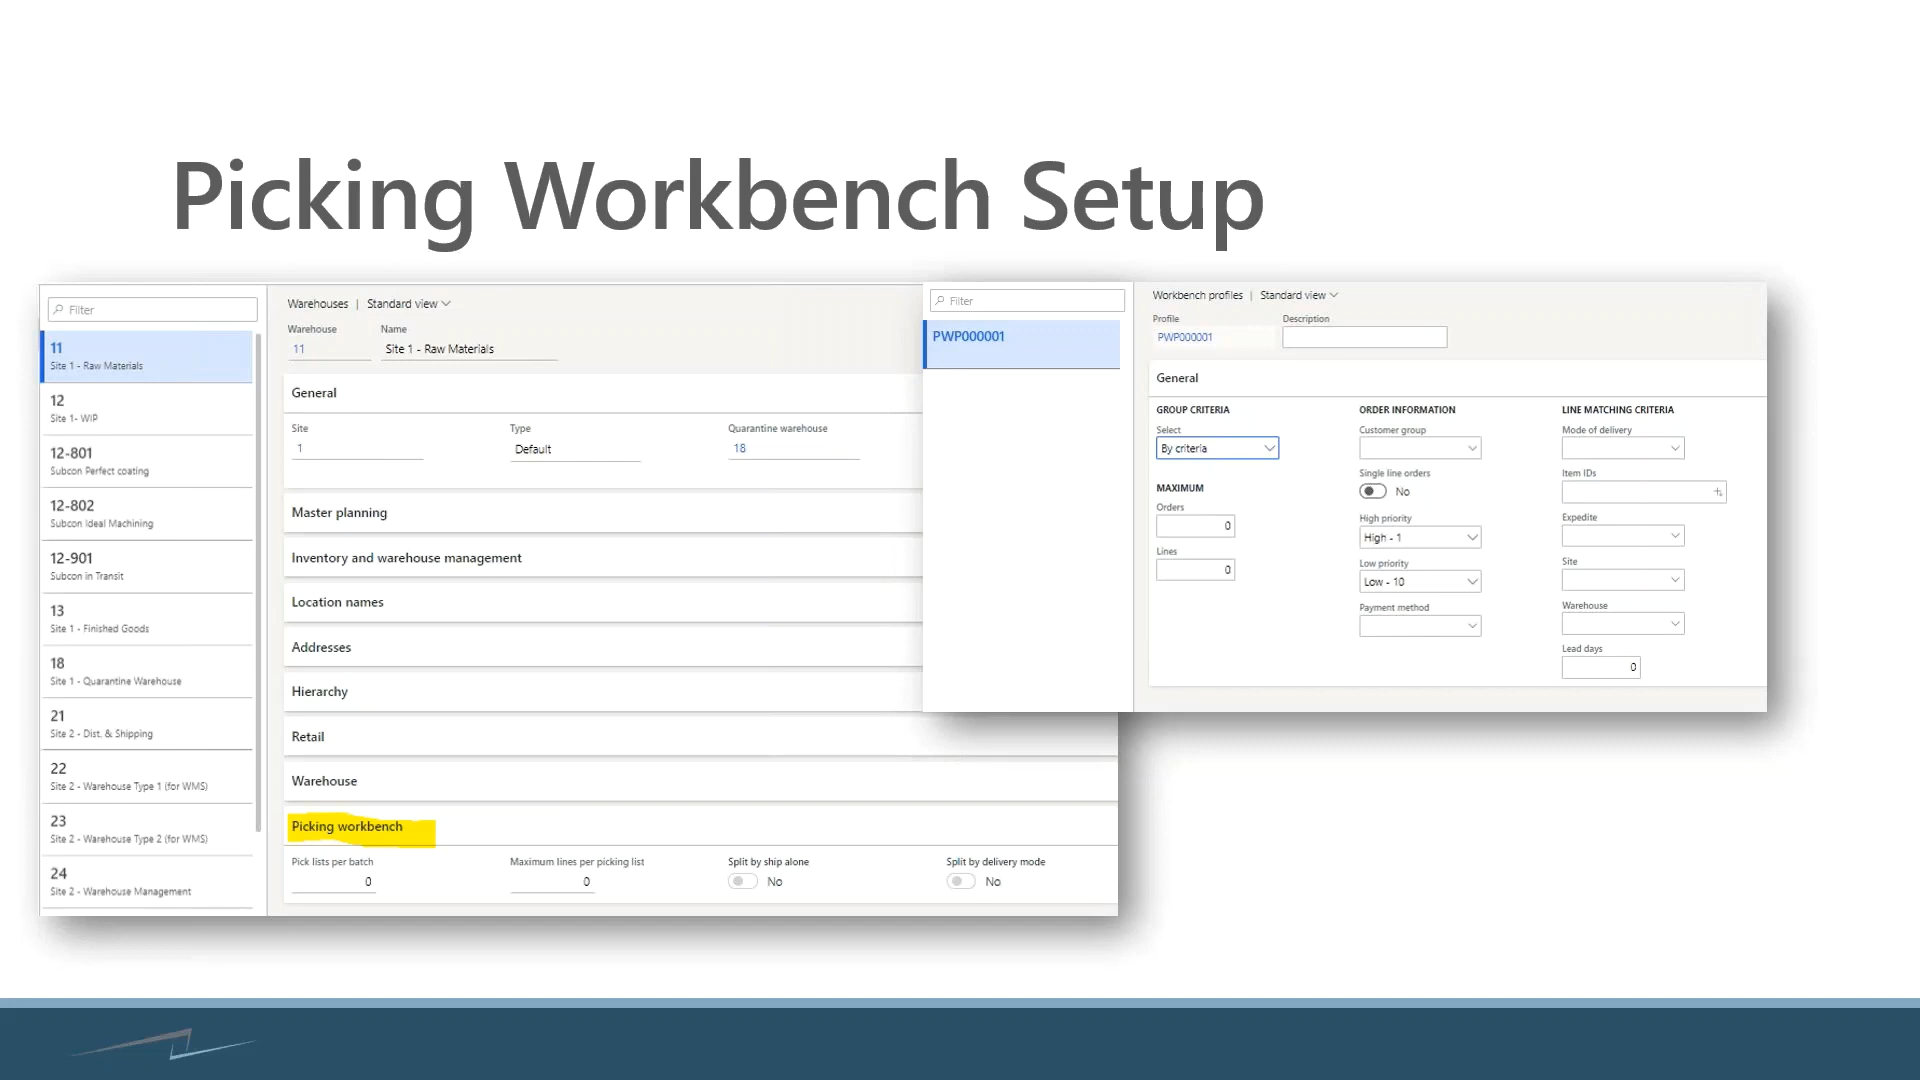 Picking Workbench Setup
Filter
11
Site 1 - Raw Materials
12
Site 1- WIP
12-801
Subcon Perfect coating
12-802
Subcon Ideal Machining
12-901
Subcon in Transit
13
Site 1 - Finished Goods
18
Site 1 - Quarantine Warehouse
21
Site 2 - Dist. & Shipping
22
Site 2 - Warehouse Type 1 (for WMS)
23
Site 2 - Warehouse Type 2 (for WMS)
24
Site 2 - Warehouse Management
Warehouses | Standard view
Warehouse Name
11 Site 1 - Raw Materials
General
Site Type Quarantine warehouse
1 Default 18
Master planning
Inventory and warehouse management
Location names
Addresses
Hierarchy
Retail
Warehouse
Picking workbench
Pick lists per batch Maximum lines per picking list Split by ship alone Split by delivery mode
0 0 No No
Filter
PWP000001
Workbench profiles | Standard view
Profile Description
PWP000001
General
GROUP CRITERIA
Select
By criteria
MAXIMUM
Orders
0
Lines
0
ORDER INFORMATION
Customer group
Single line orders
No
High priority
High - 1
Low priority
Low - 10
Payment method
LINE MATCHING CRITERIA
Mode of delivery
Item IDs
Expedite
Site
Warehouse
Lead days
0